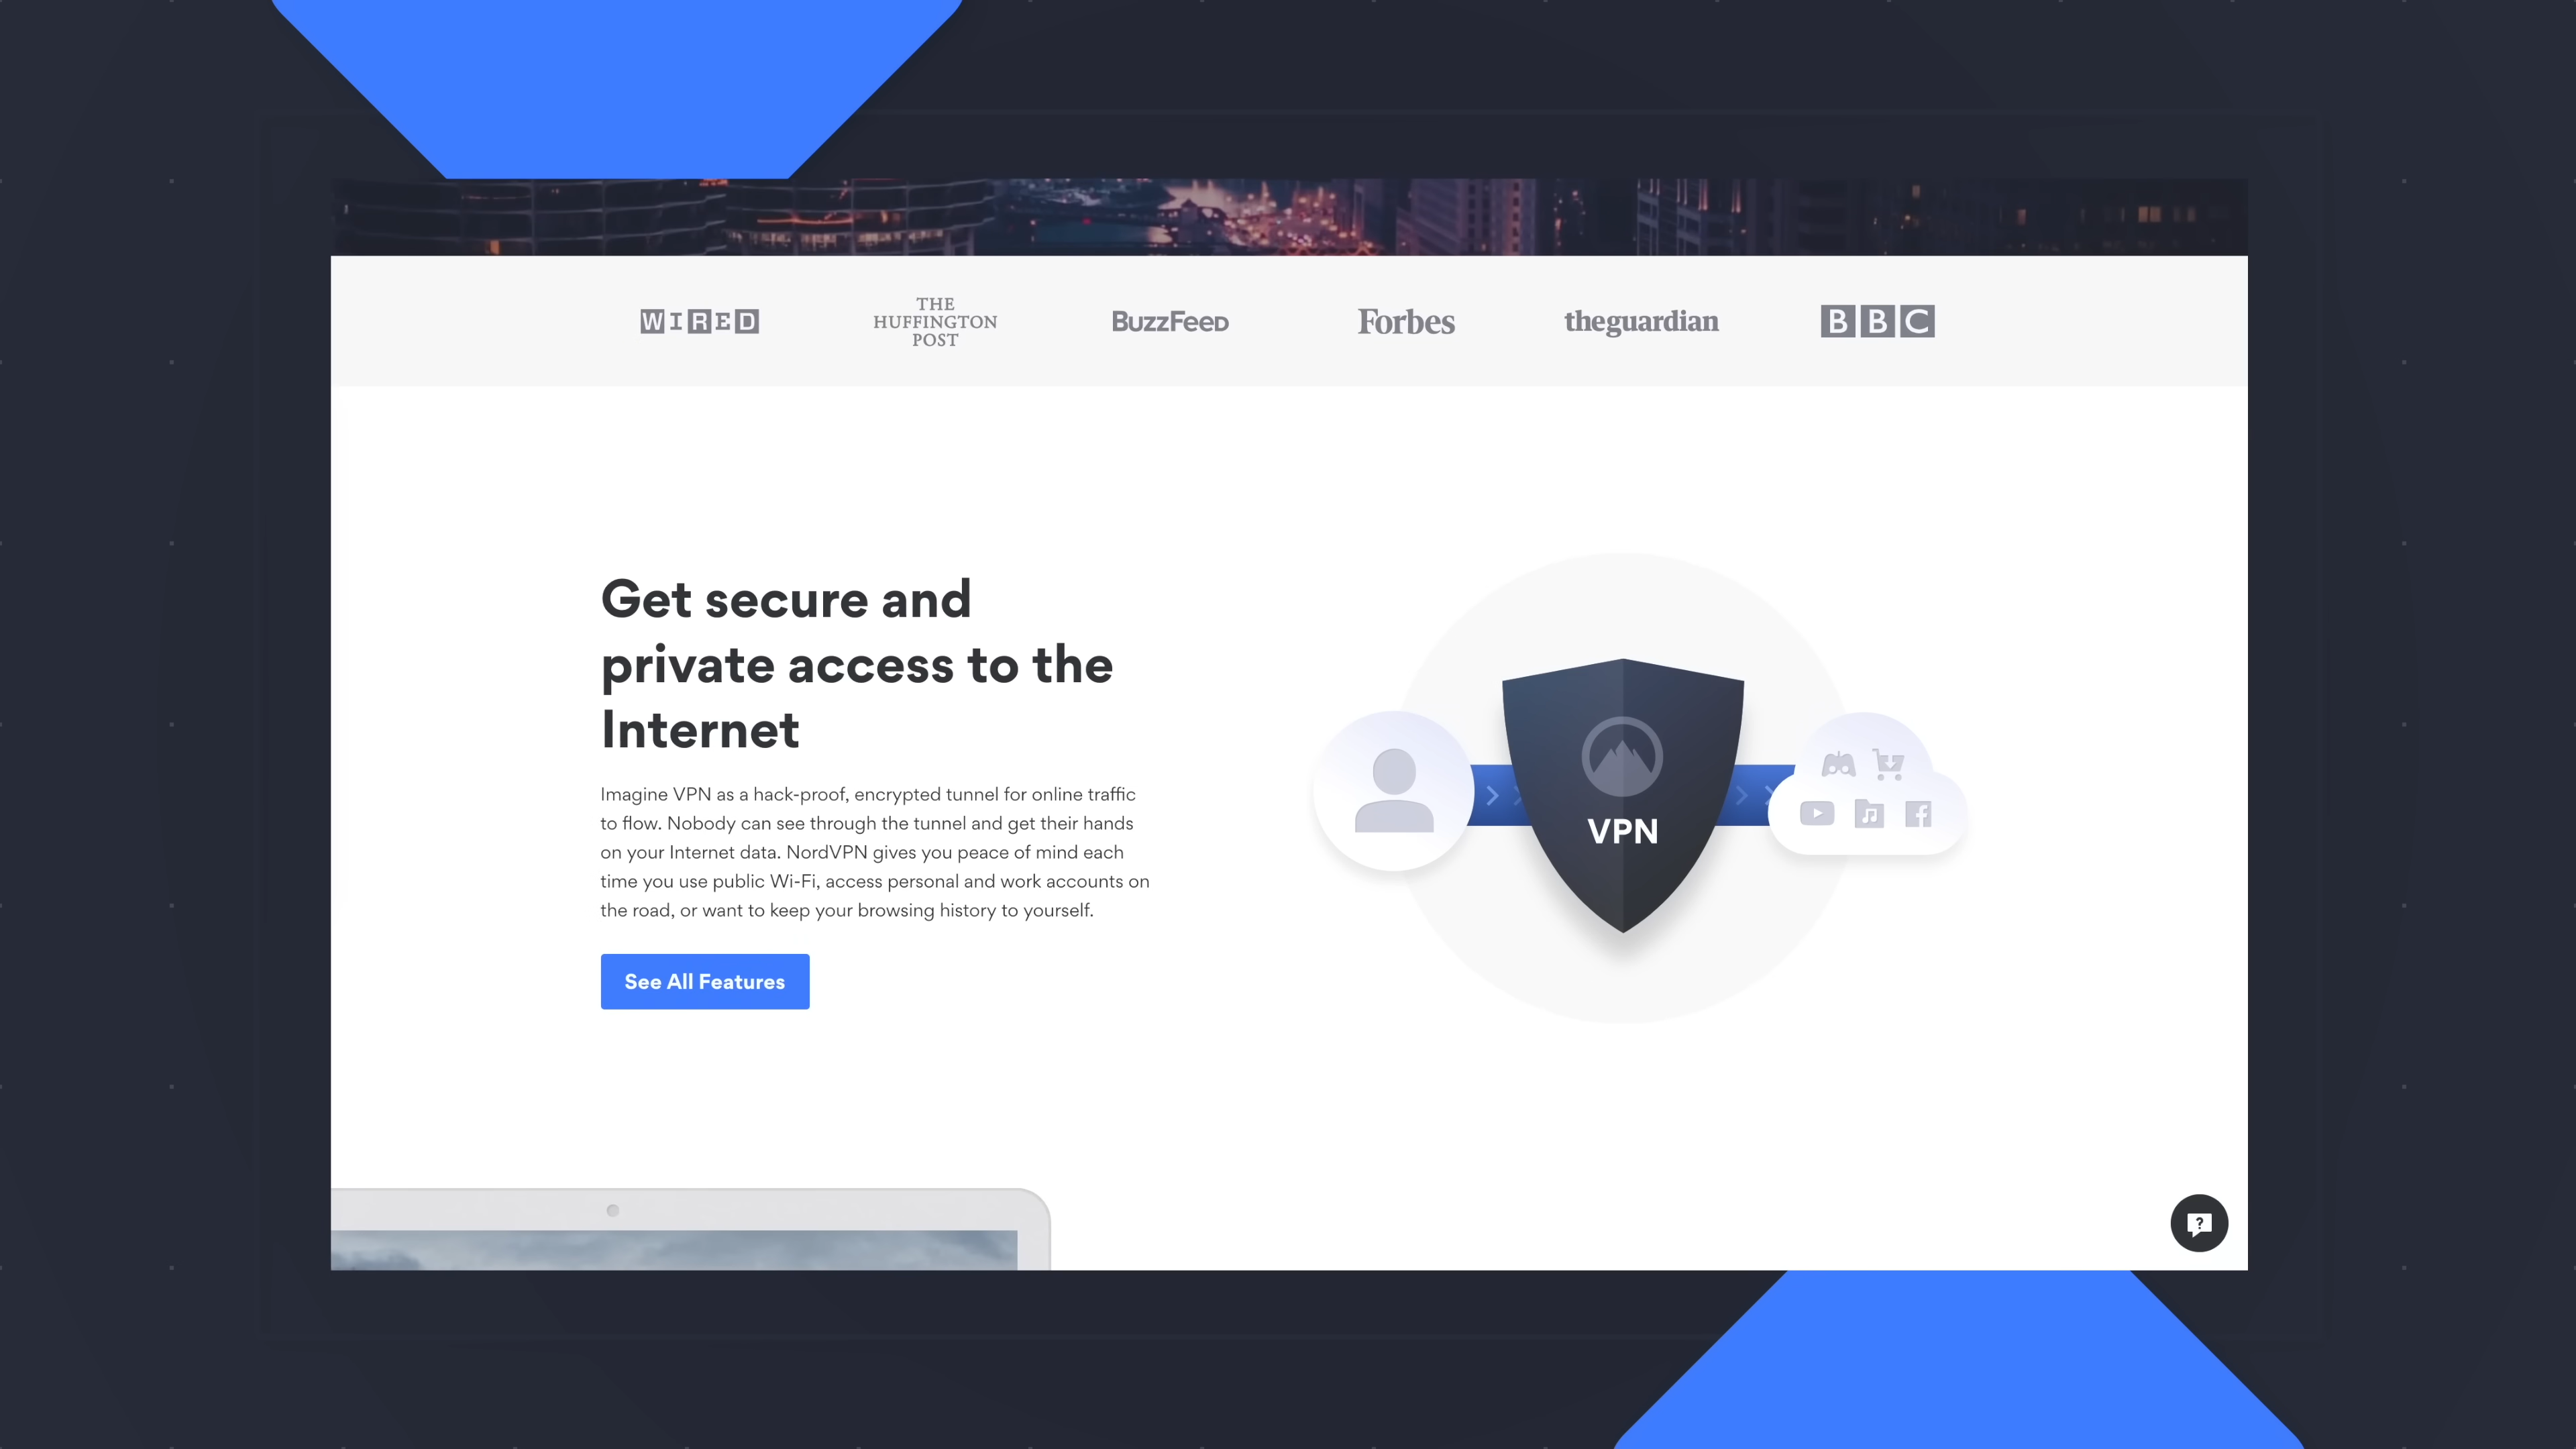 WIRED
THE
HUFFINGTON
POST
BuzzFeed
Forbes
theguardian
BBC
Get secure and
private access to the
Internet
Imagine VPN as a hack-proof, encrypted tunnel for online traffic
to flow. Nobody can see through the tunnel and get their hands
on your Internet data. NordVPN gives you peace of mind each
time you use public Wi-Fi, access personal and work accounts on
the road, or want to keep your browsing history to yourself.
See All Features
VPN
?